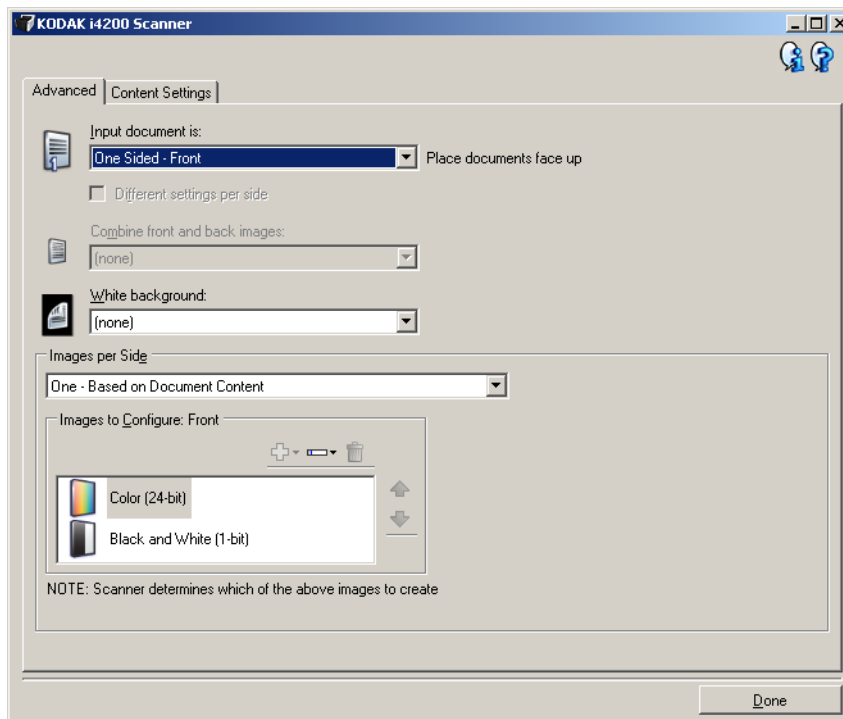 KODAK i4200 Scanner
Advanced
Content Settings
Input document is:
One Sided - Front
Place documents face up
Different settings per side
Combine front and back images:
(none)
White background:
(none)
Images per Side
One - Based on Document Content
Images to Configure: Front
Color (24-bit)
Black and White (1-bit)
NOTE: Scanner determines which of the above images to create
Done